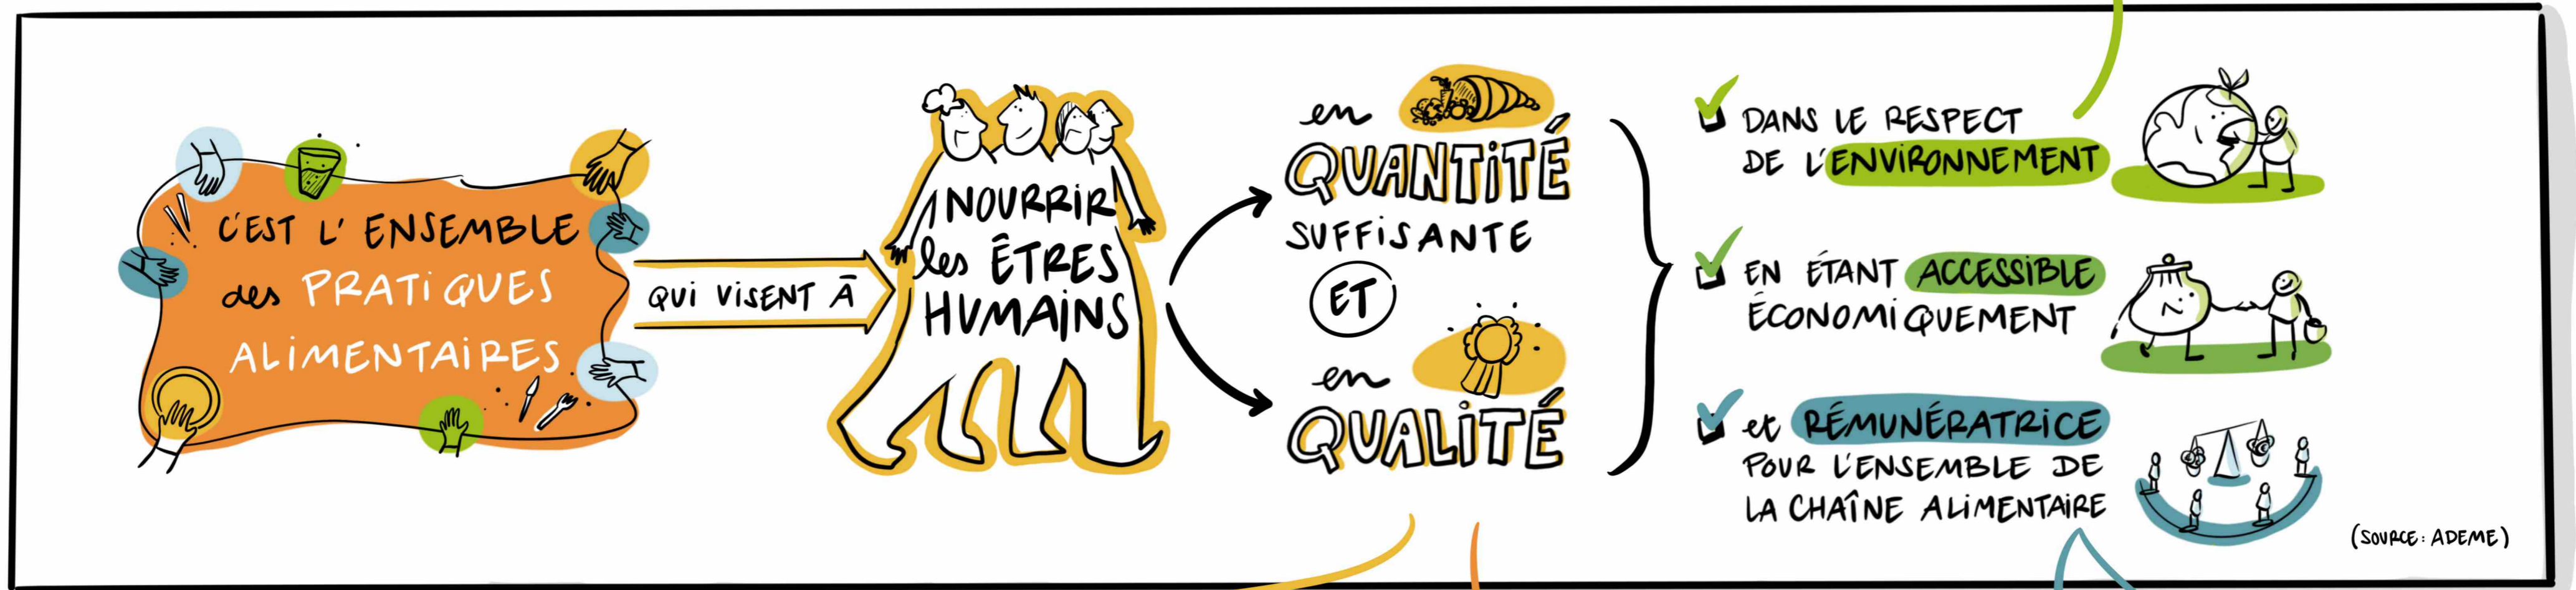 C'EST L'ENSEMBLE
des PRATiQUES
ALiMENTAiRES
QUi ViSENT À
NOURRiR
les ÊTRES
HUMAiNS
en
QUANTiTÉ
SUFFiSANTE
ET
en
QUALiTÉ
DANS LE RESPECT
DE L'ENViRONNEMENT
EN ÉTANT ACCESSiBLE
ÉCONOMiQUEMENT
et RÉMUNÉRATRiCE
POUR L'ENSEMBLE DE
LA CHAÎNE ALiMENTAiRE
(SOURCE: ADEME)